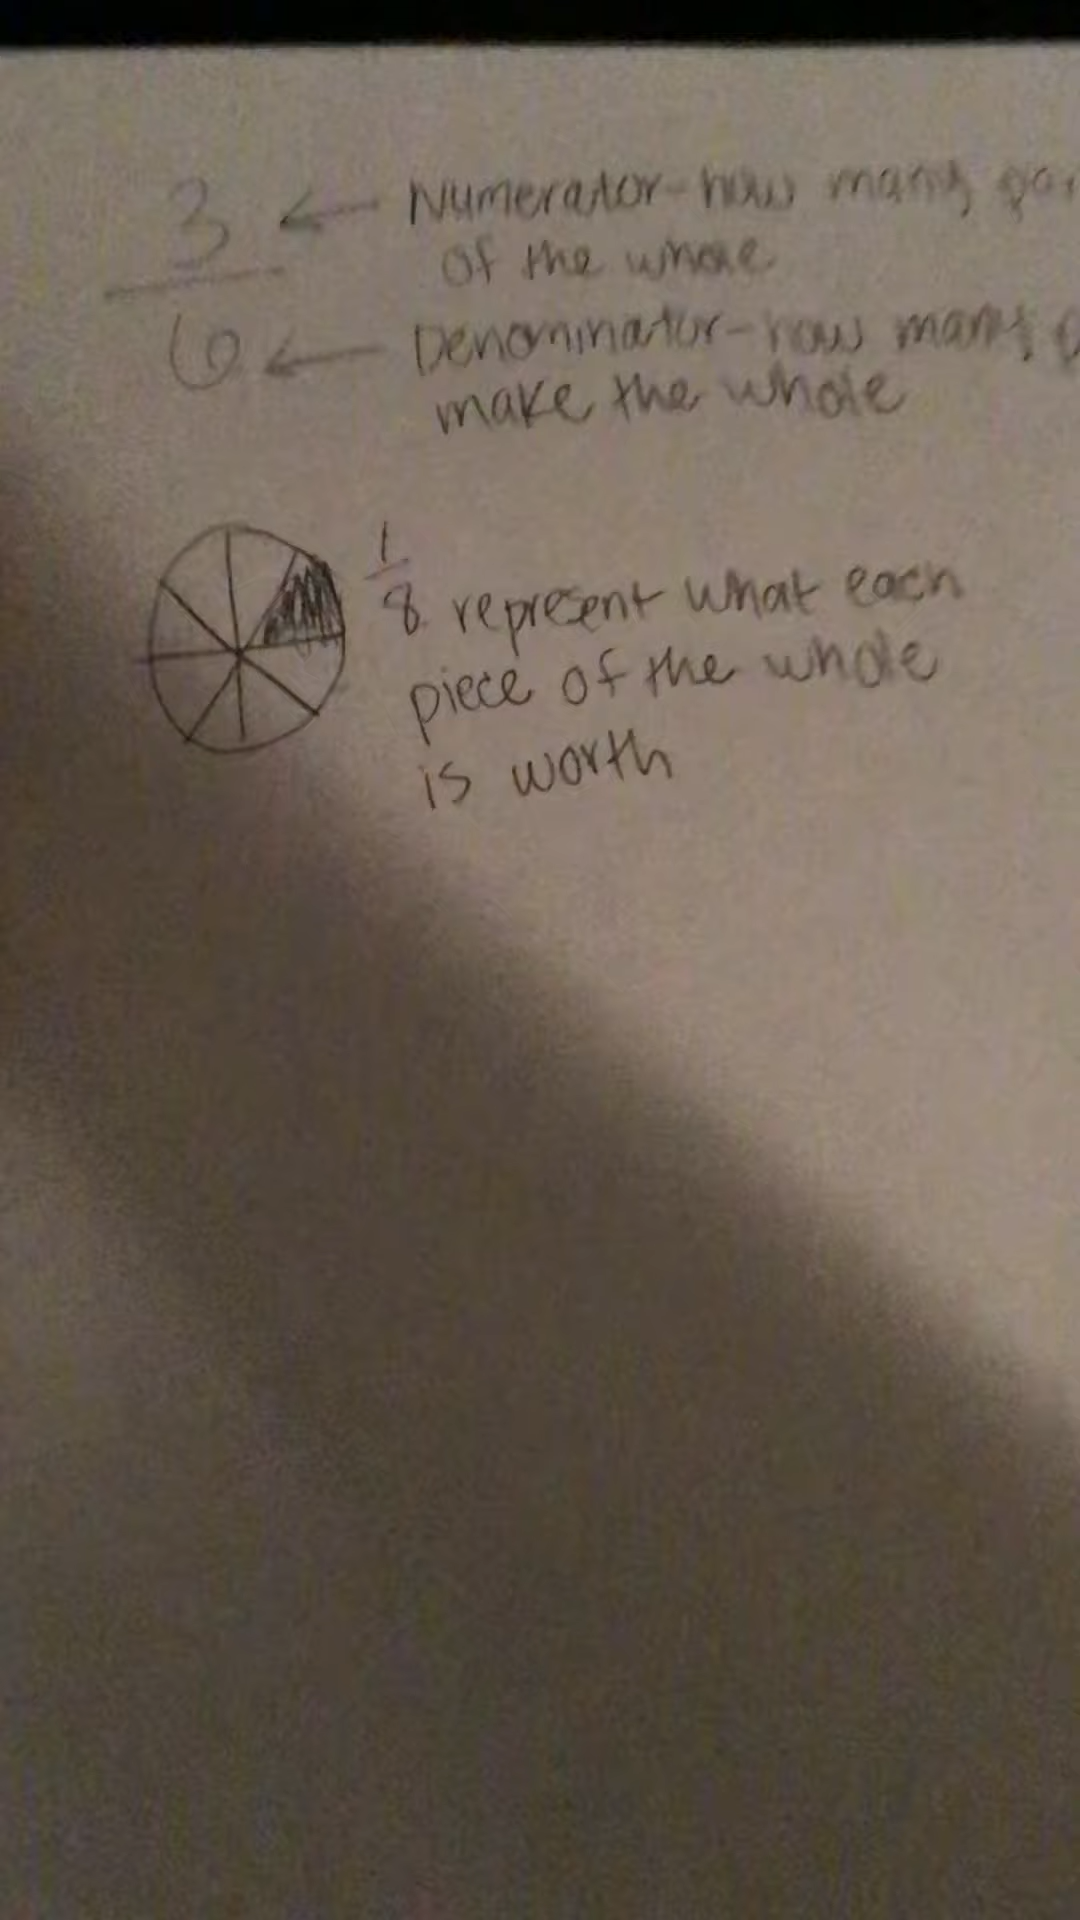 3 ← Numerator - how many
of the whole
6 ← Denominator - how many
make the whole
1/8 represent what each
piece of the whole
is worth